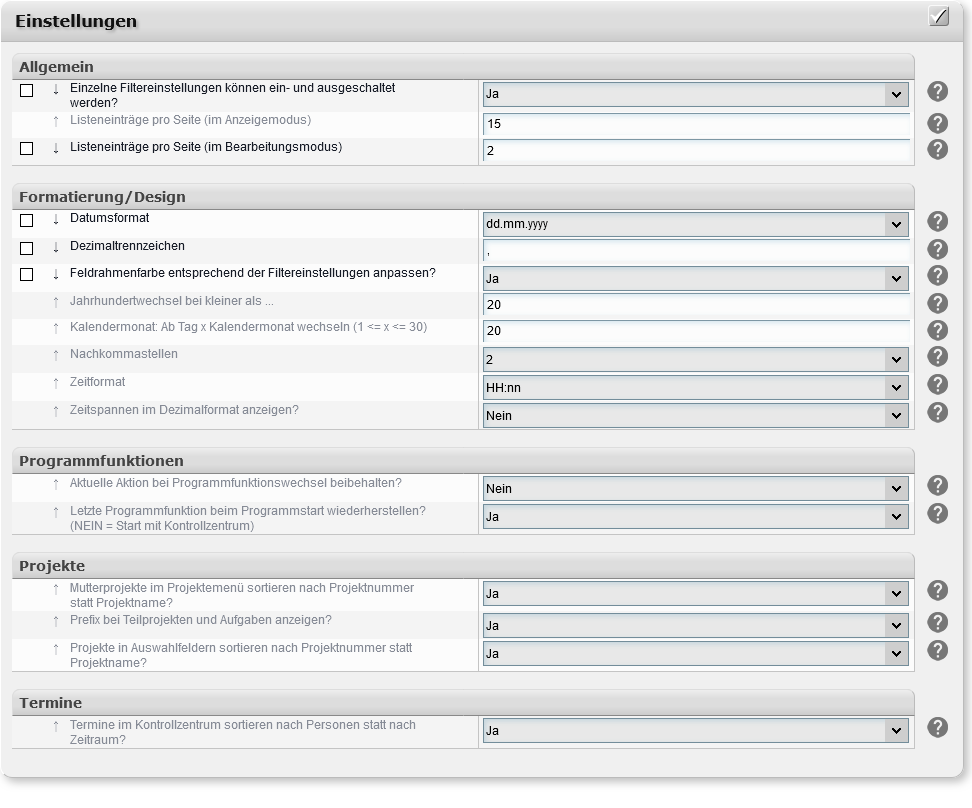 Einstellungen
Allgemein
↓ Einzelne Filtereinstellungen können ein- und ausgeschaltet
werden?
Ja
?
↑ Listeneinträge pro Seite (im Anzeigemodus)
15
?
↓ Listeneinträge pro Seite (im Bearbeitungsmodus)
2
?
Formatierung/Design
↓ Datumsformat
dd.mm.yyyy
?
↓ Dezimaltrennzeichen
,
?
↓ Feldrahmenfarbe entsprechend der Filtereinstellungen anpassen?
Ja
?
↑ Jahrhundertwechsel bei kleiner als ...
20
?
↑ Kalendermonat: Ab Tag x Kalendermonat wechseln (1 <= x <= 30)
20
?
↑ Nachkommastellen
2
?
↑ Zeitformat
HH:nn
?
↑ Zeitspannen im Dezimalformat anzeigen?
Nein
?
Programmfunktionen
↑ Aktuelle Aktion bei Programmfunktionswechsel beibehalten?
Nein
?
↑ Letzte Programmfunktion beim Programmstart wiederherstellen?
(NEIN = Start mit Kontrollzentrum)
Ja
?
Projekte
↑ Mutterprojekte im Projektemenü sortieren nach Projektnummer
statt Projektname?
Ja
?
↑ Prefix bei Teilprojekten und Aufgaben anzeigen?
Ja
?
↑ Projekte in Auswahlfeldern sortieren nach Projektnummer statt
Projektname?
Ja
?
Termine
↑ Termine im Kontrollzentrum sortieren nach Personen statt nach
Zeitraum?
Ja
?